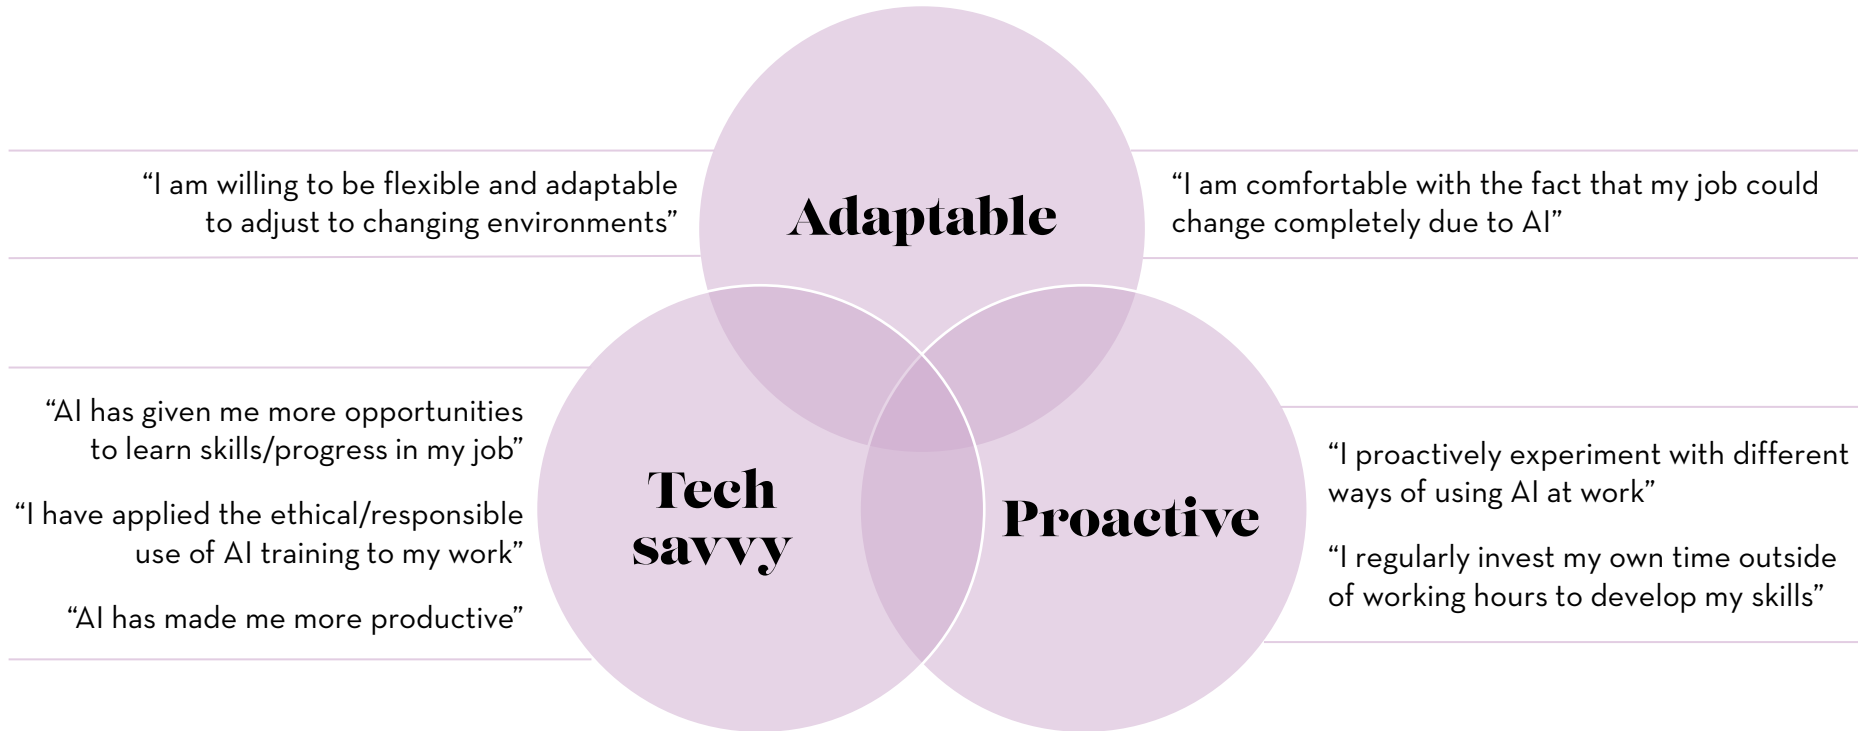 “I am willing to be flexible and adaptable
to adjust to changing environments”
Adaptable
“I am comfortable with the fact that my job could
change completely due to AI”
“AI has given me more opportunities
to learn skills/progress in my job”
“I have applied the ethical/responsible
use of AI training to my work”
“AI has made me more productive”
Tech
savvy
Proactive
“I proactively experiment with different
ways of using AI at work”
“I regularly invest my own time outside
of working hours to develop my skills”